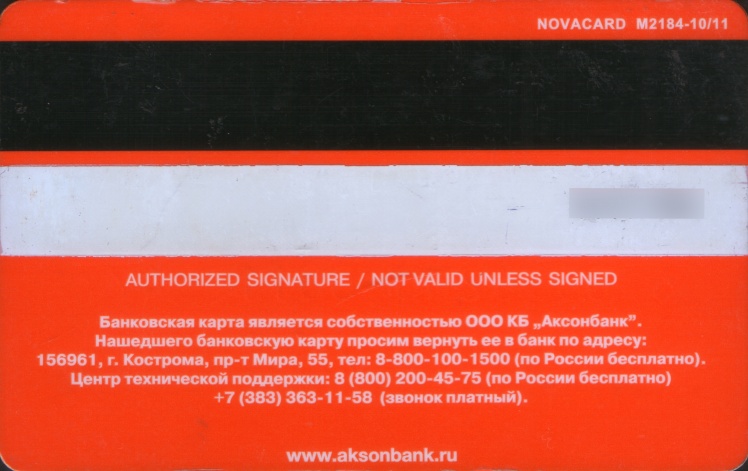 NOVACARD M2184-10/11
AUTHORIZED SIGNATURE / NOT VALID UNLESS SIGNED
Банковская карта является собственностью ООО КБ „Аксонбанк".
Нашедшего банковскую карту просим вернуть ее в банк по адресу:
156961, г. Кострома, пр-т Мира, 55, тел: 8-800-100-1500 (по России бесплатно).
Центр технической поддержки: 8 (800) 200-45-75 (по России бесплатно)
+7 (383) 363-11-58 (звонок платный).
www.aksonbank.ru